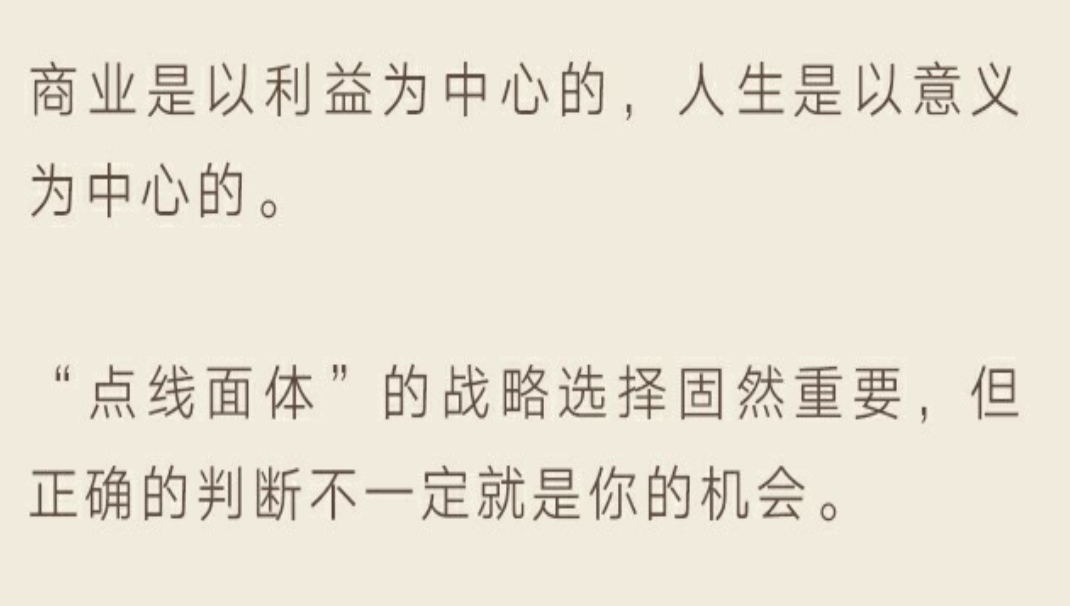 商业是以利益为中心的，人生是以意义
为中心的。
“点线面体”的战略选择固然重要，但
正确的判断不一定就是你的机会。